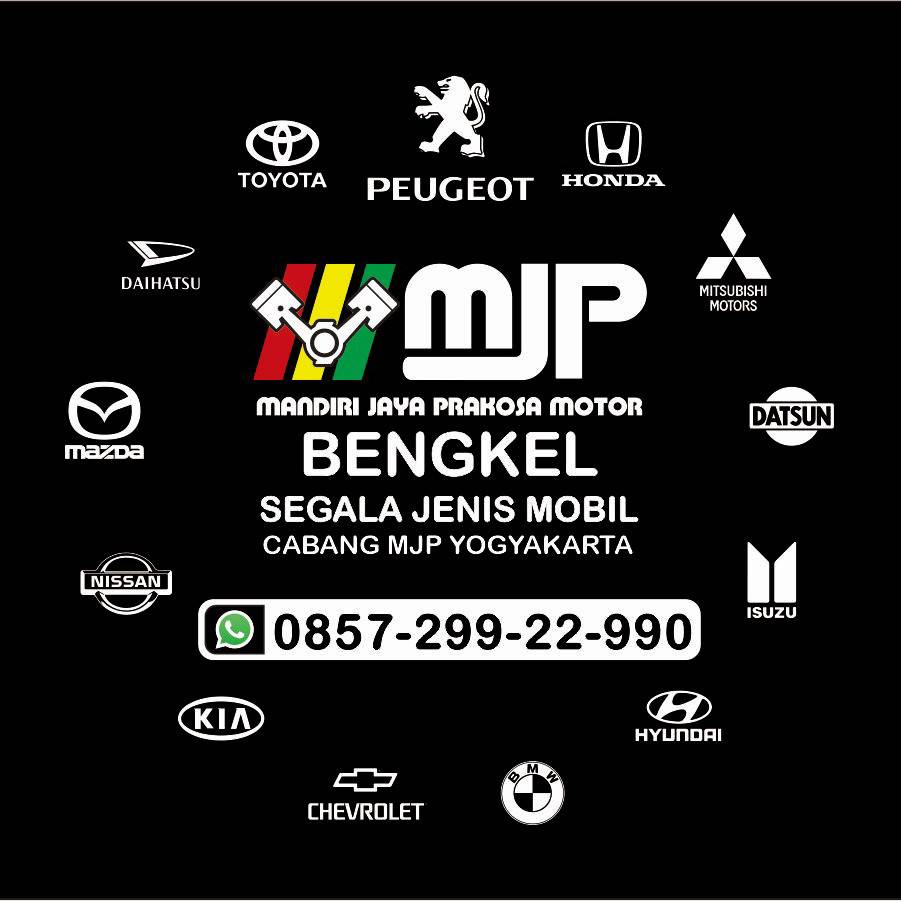 PEUGEOT
TOYOTA
HONDA
DAIHATSU
MITSUBISHI
MOTORS
MJP
MANDIRI JAYA PRAKOSA MOTOR
mazda
DATSUN
BENGKEL
SEGALA JENIS MOBIL
CABANG MJP YOGYAKARTA
NISSAN
ISUZU
0857-299-22-990
KIA
HYUNDAI
CHEVROLET
BMW